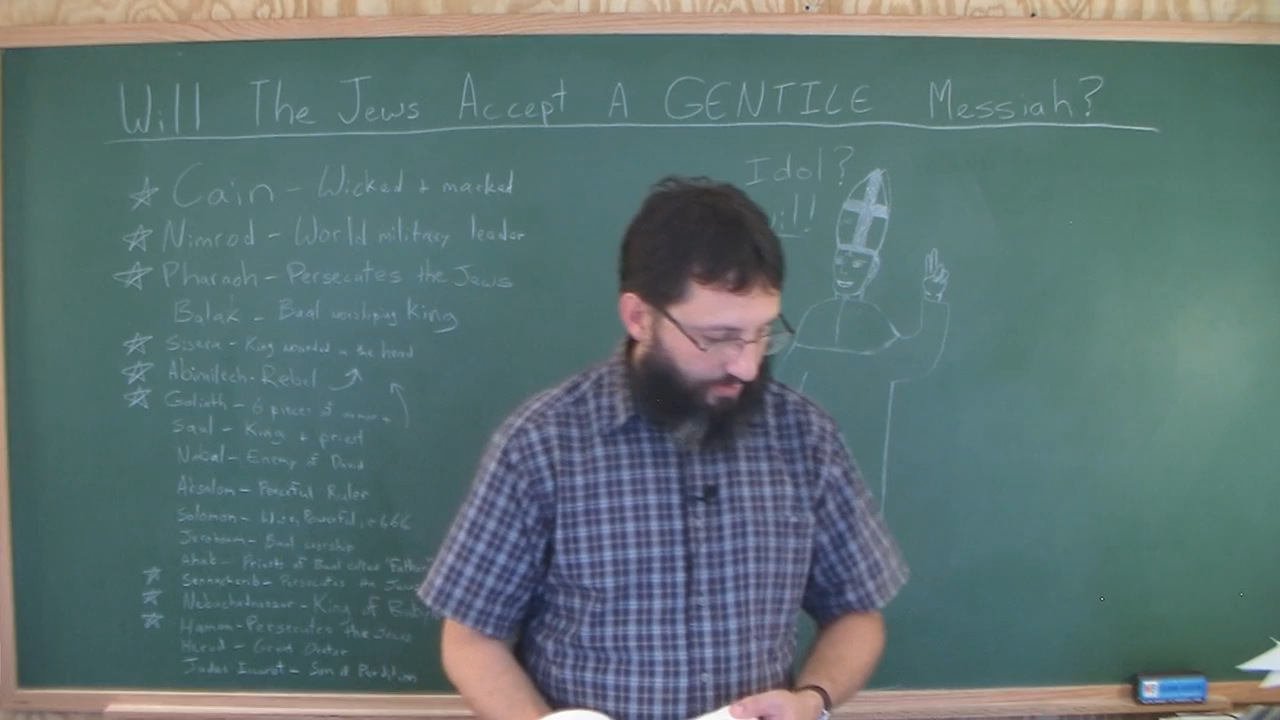 Will The Jews Accept A GENTILE Messiah?
Cain - Wicked + marked
Nimrod - World military leader
Pharaoh - Persecutes the Jews
Balak - Baal worshiping King
Sisera - King wounded in the head
Abimilech - Rebel
Goliath - 6 pieces of armor
Saul - King + priest
Nabal - Enemy of David
Absalom - Peaceful Ruler
Solomon - Wise, Powerful, 666
Jeroboam - Baal worship
Ahab - Priests of Baal called "Father
Sennacherib - Persecutes the Jews
Nebuchadnezzar - King of
Haman - Persecutes the Jews
Herod - Great Orator
Judas Iscariot - Son of Perdition
Idol?